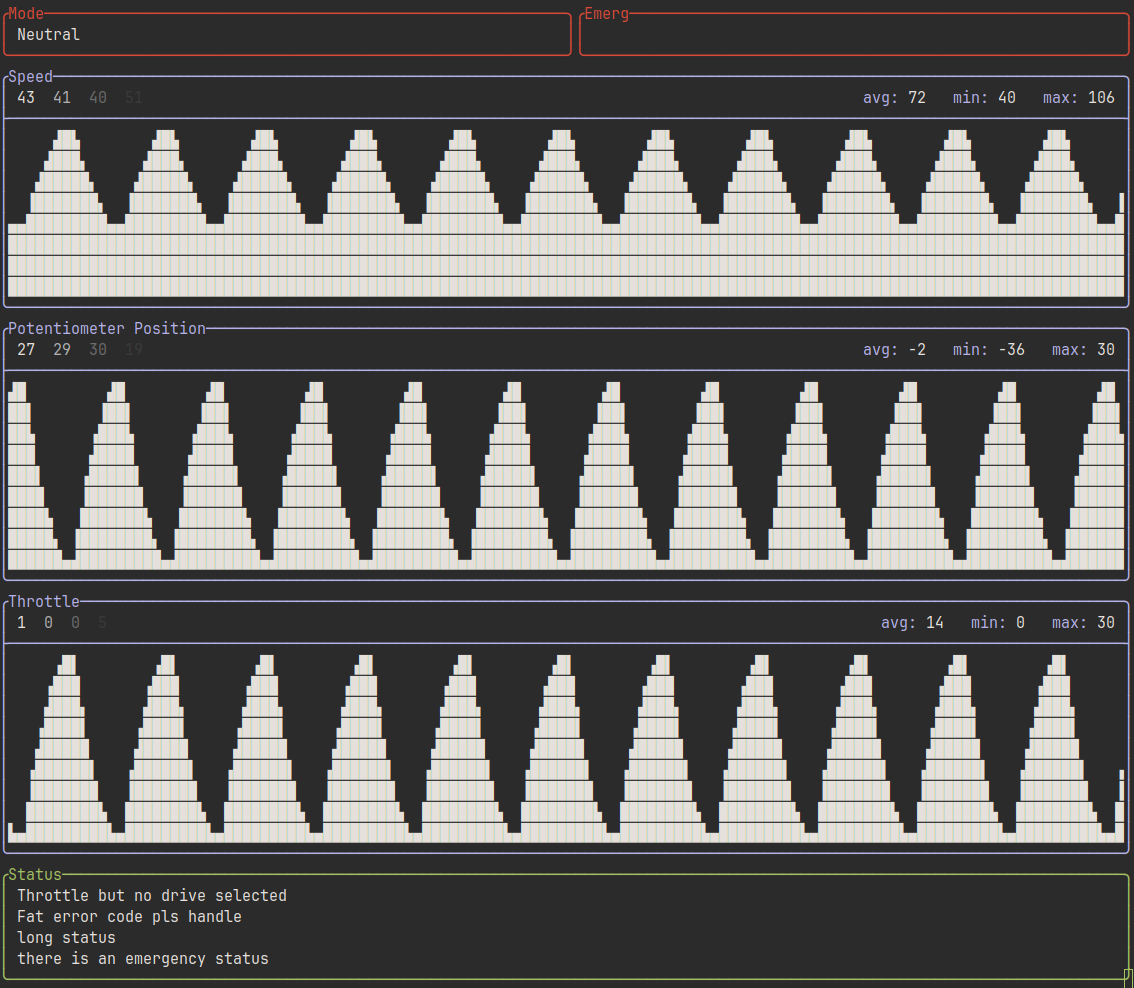 Mode
Neutral
Emerg
Speed
43 41 40 51 avg: 72 min: 40 max: 106
Potentiometer Position
27 29 30 19 avg: -2 min: -36 max: 30
Throttle
1 0 0 5 avg: 14 min: 0 max: 30
Status
Throttle but no drive selected
Fat error code pls handle
long status
there is an emergency status